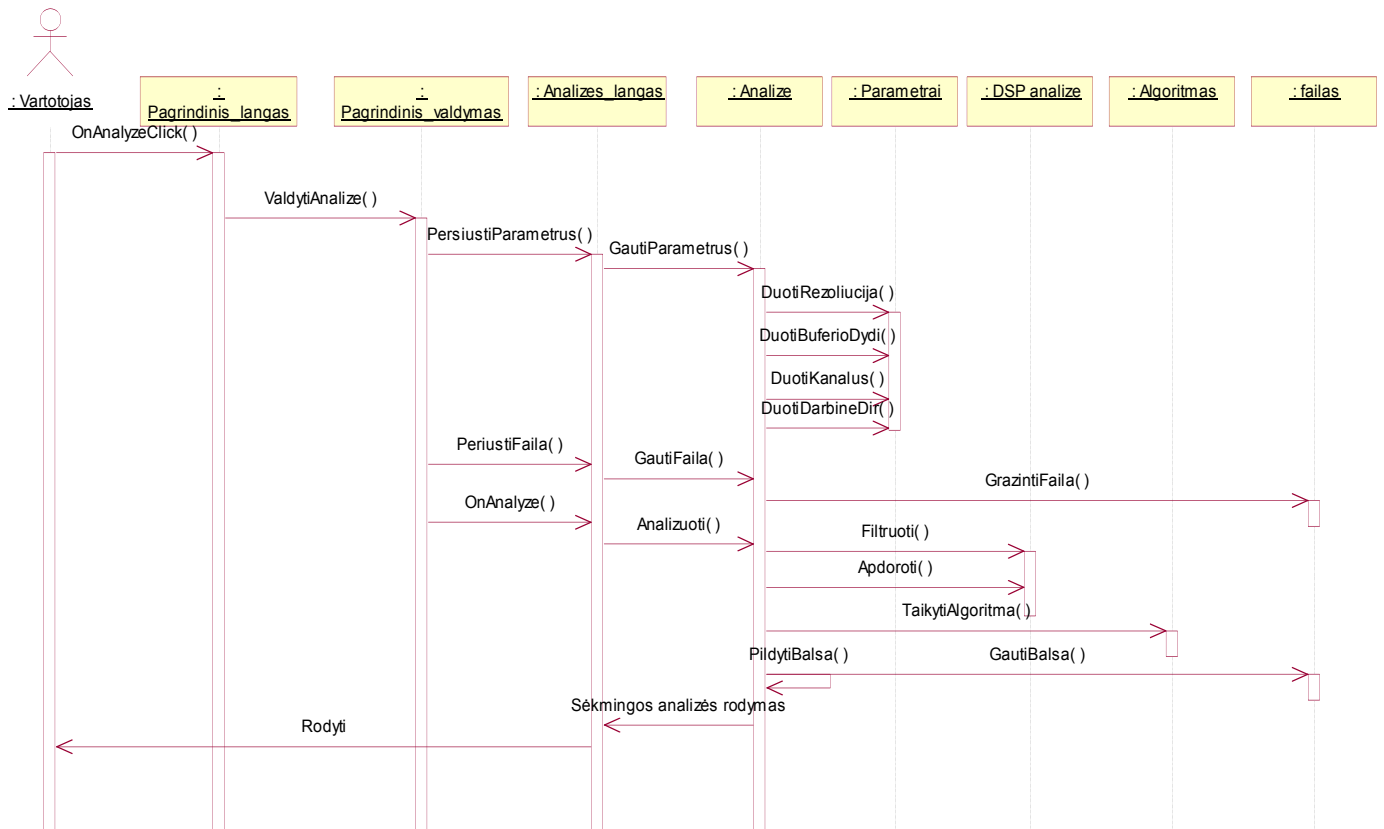 : Vartotojas
:
Pagrindinis_langas
:
Pagrindinis_valdymas
: Analizes_langas
: Analize
: Parametrai
: DSP analize
: Algoritmas
: failas
OnAnalyzeClick( )
ValdytiAnalize( )
PersiustiParametrus( )
GautiParametrus( )
DuotiRezoliucija( )
DuotiBuferioDydi( )
DuotiKanalus( )
DuotiDarbineDir( )
PeriustiFaila( )
GautiFaila( )
GrazintiFaila( )
OnAnalyze( )
Analizuoti( )
Filtruoti( )
Apdoroti( )
TaikytiAlgoritma( )
PildytiBalsa( )
GautiBalsa( )
Sėkmingos analizės rodymas
Rodyti